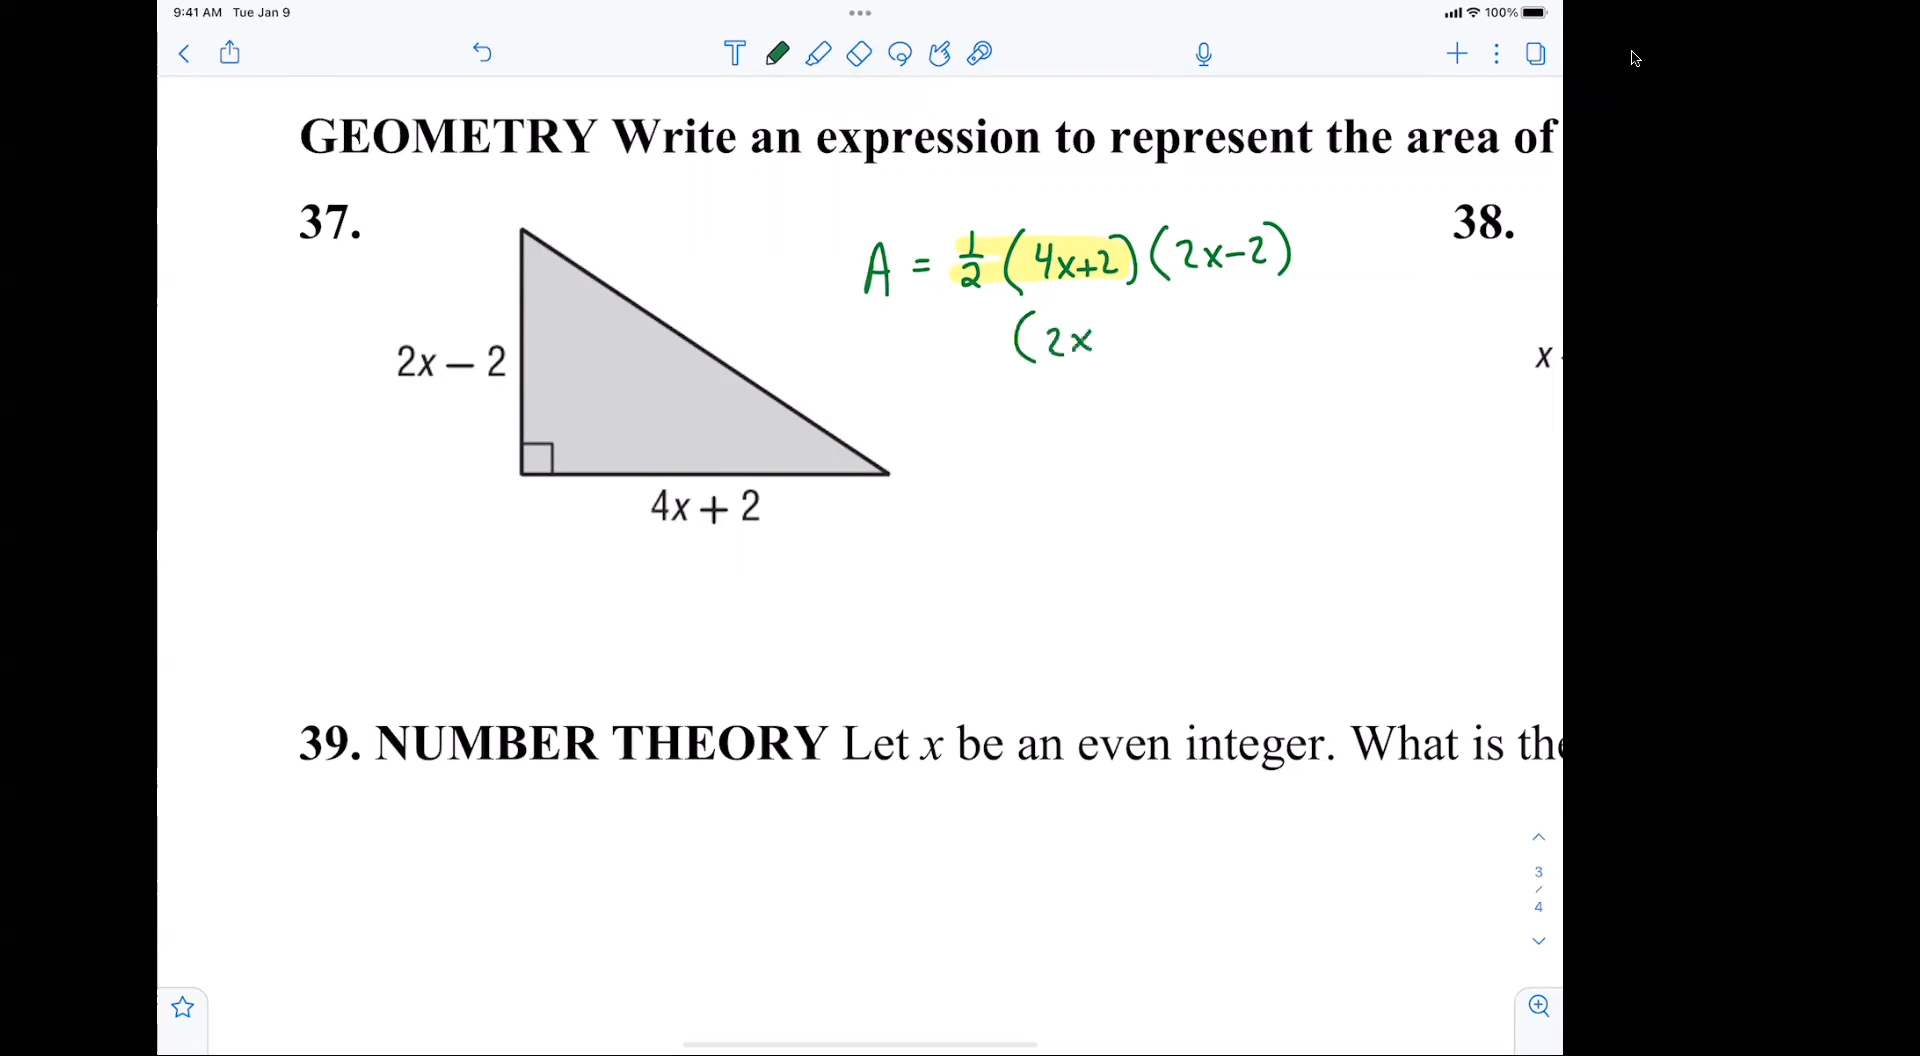 9:41 AM Tue Jan 9
100%
GEOMETRY Write an expression to represent the area of
37.
A = 1/2 (4x+2)(2x-2)
38.
(2x
2x − 2
x
4x + 2
39. NUMBER THEORY Let x be an even integer. What is the
3
/
4